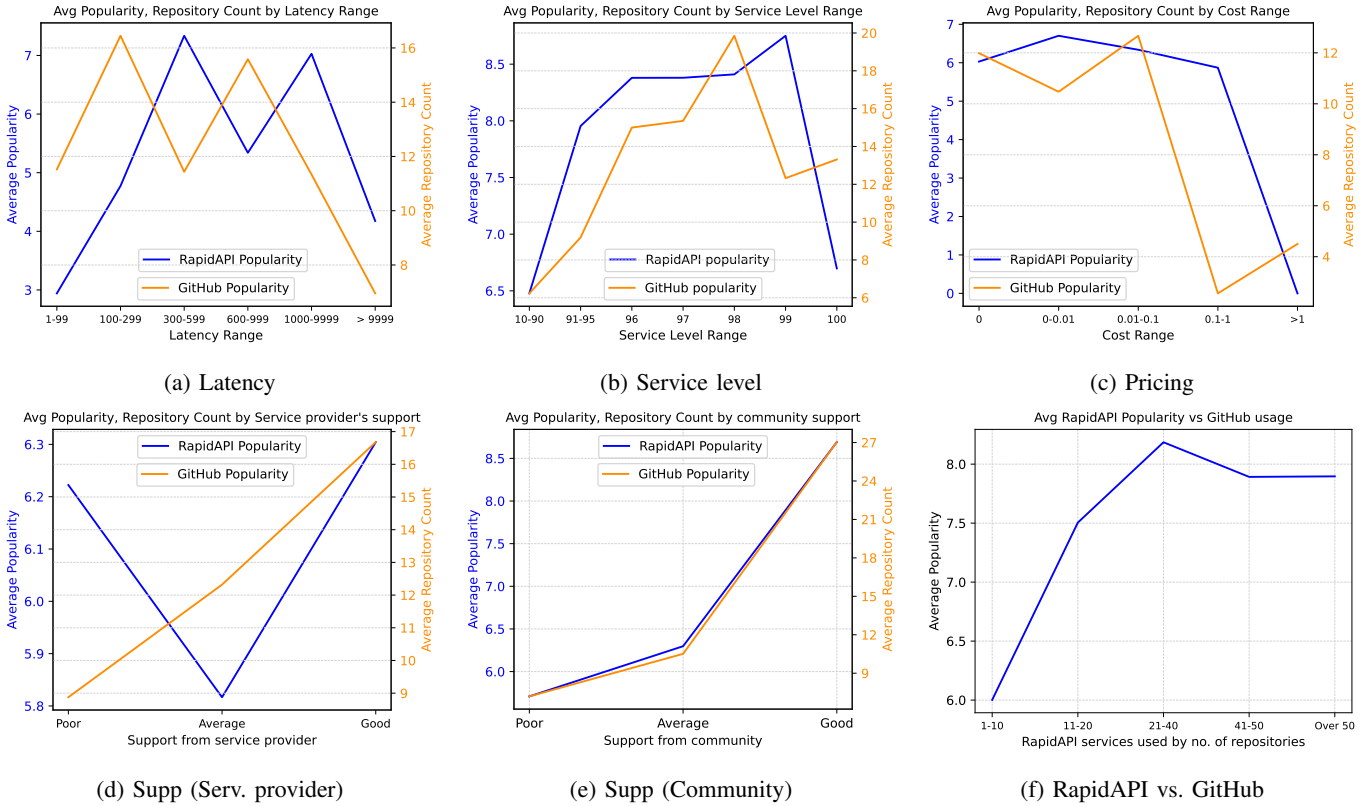 Avg Popularity, Repository Count by Latency Range
7
6
5
4
3
Average Popularity
16
14
12
10
8
Average Repository Count
RapidAPI Popularity
GitHub Popularity
1-99 100-299 300-599 600-999 1000-9999 > 9999
Latency Range
(a) Latency
Avg Popularity, Repository Count by Service Level Range
8.5
8.0
7.5
7.0
6.5
Average Popularity
20
18
16
14
12
10
8
6
Average Repository Count
RapidAPI popularity
GitHub popularity
10-90 91-95 96 97 98 99 100
Service Level Range
(b) Service level
Avg Popularity, Repository Count by Cost Range
7
6
5
4
3
2
1
0
Average Popularity
12
10
8
6
4
Average Repository Count
RapidAPI Popularity
GitHub Popularity
0 0-0.01 0.01-0.1 0.1-1 >1
Cost Range
(c) Pricing
Avg Popularity, Repository Count by Service provider's support
6.3
6.2
6.1
6.0
5.9
5.8
Average Popularity
17
16
15
14
13
12
11
10
9
Average Repository Count
RapidAPI Popularity
GitHub Popularity
Poor Average Good
Support from service provider
(d) Supp (Serv. provider)
Avg Popularity, Repository Count by community support
8.5
8.0
7.5
7.0
6.5
6.0
Average Popularity
27
24
21
18
15
12
9
Average Repository Count
RapidAPI Popularity
GitHub Popularity
Poor Average Good
Support from community
(e) Supp (Community)
Avg RapidAPI Popularity vs GitHub usage
8.0
7.5
7.0
6.5
6.0
Average Popularity
1-10 11-20 21-40 41-50 Over 50
RapidAPI services used by no. of repositories
(f) RapidAPI vs. GitHub